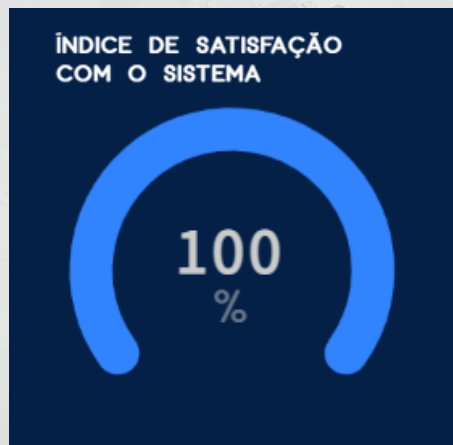 ÍNDICE DE SATISFAÇÃO
COM O SISTEMA
100
%